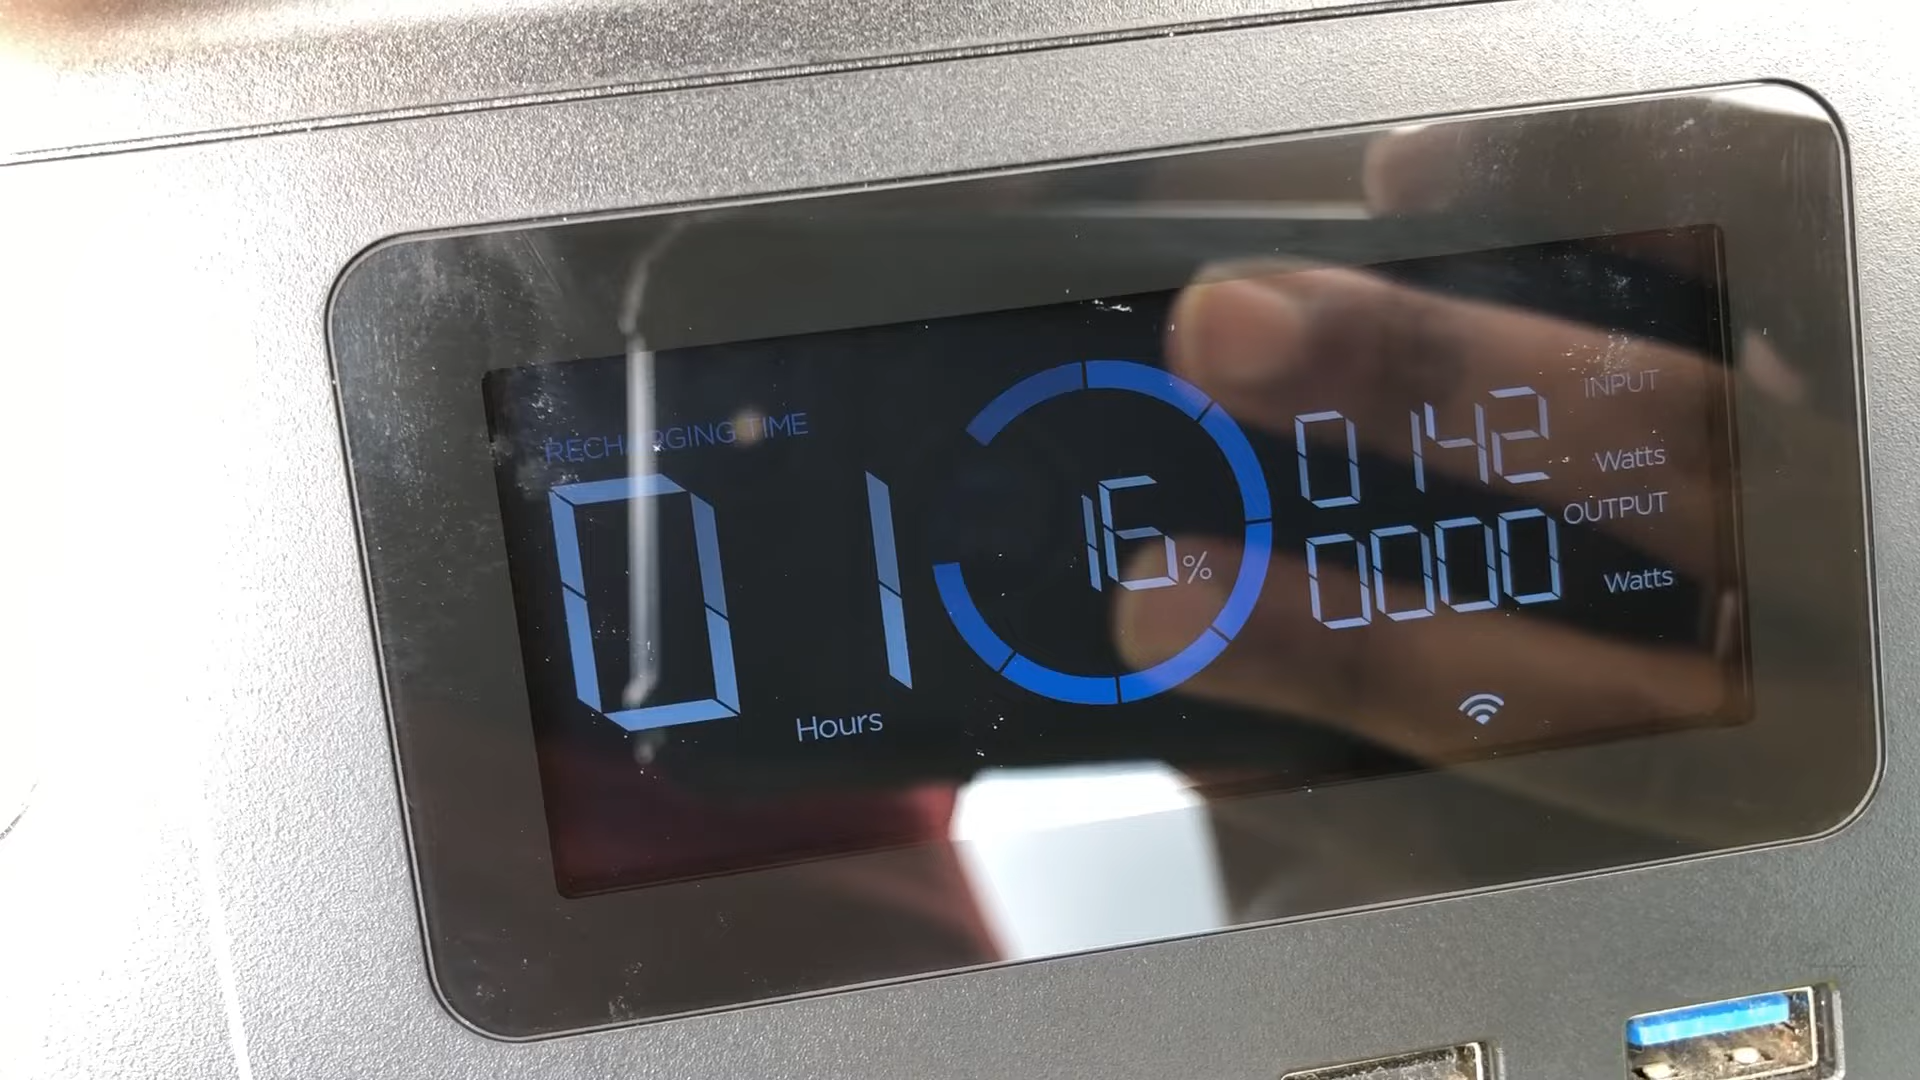 RECHARGING TIME
01
Hours
16%
INPUT
0142
Watts
OUTPUT
0000
Watts